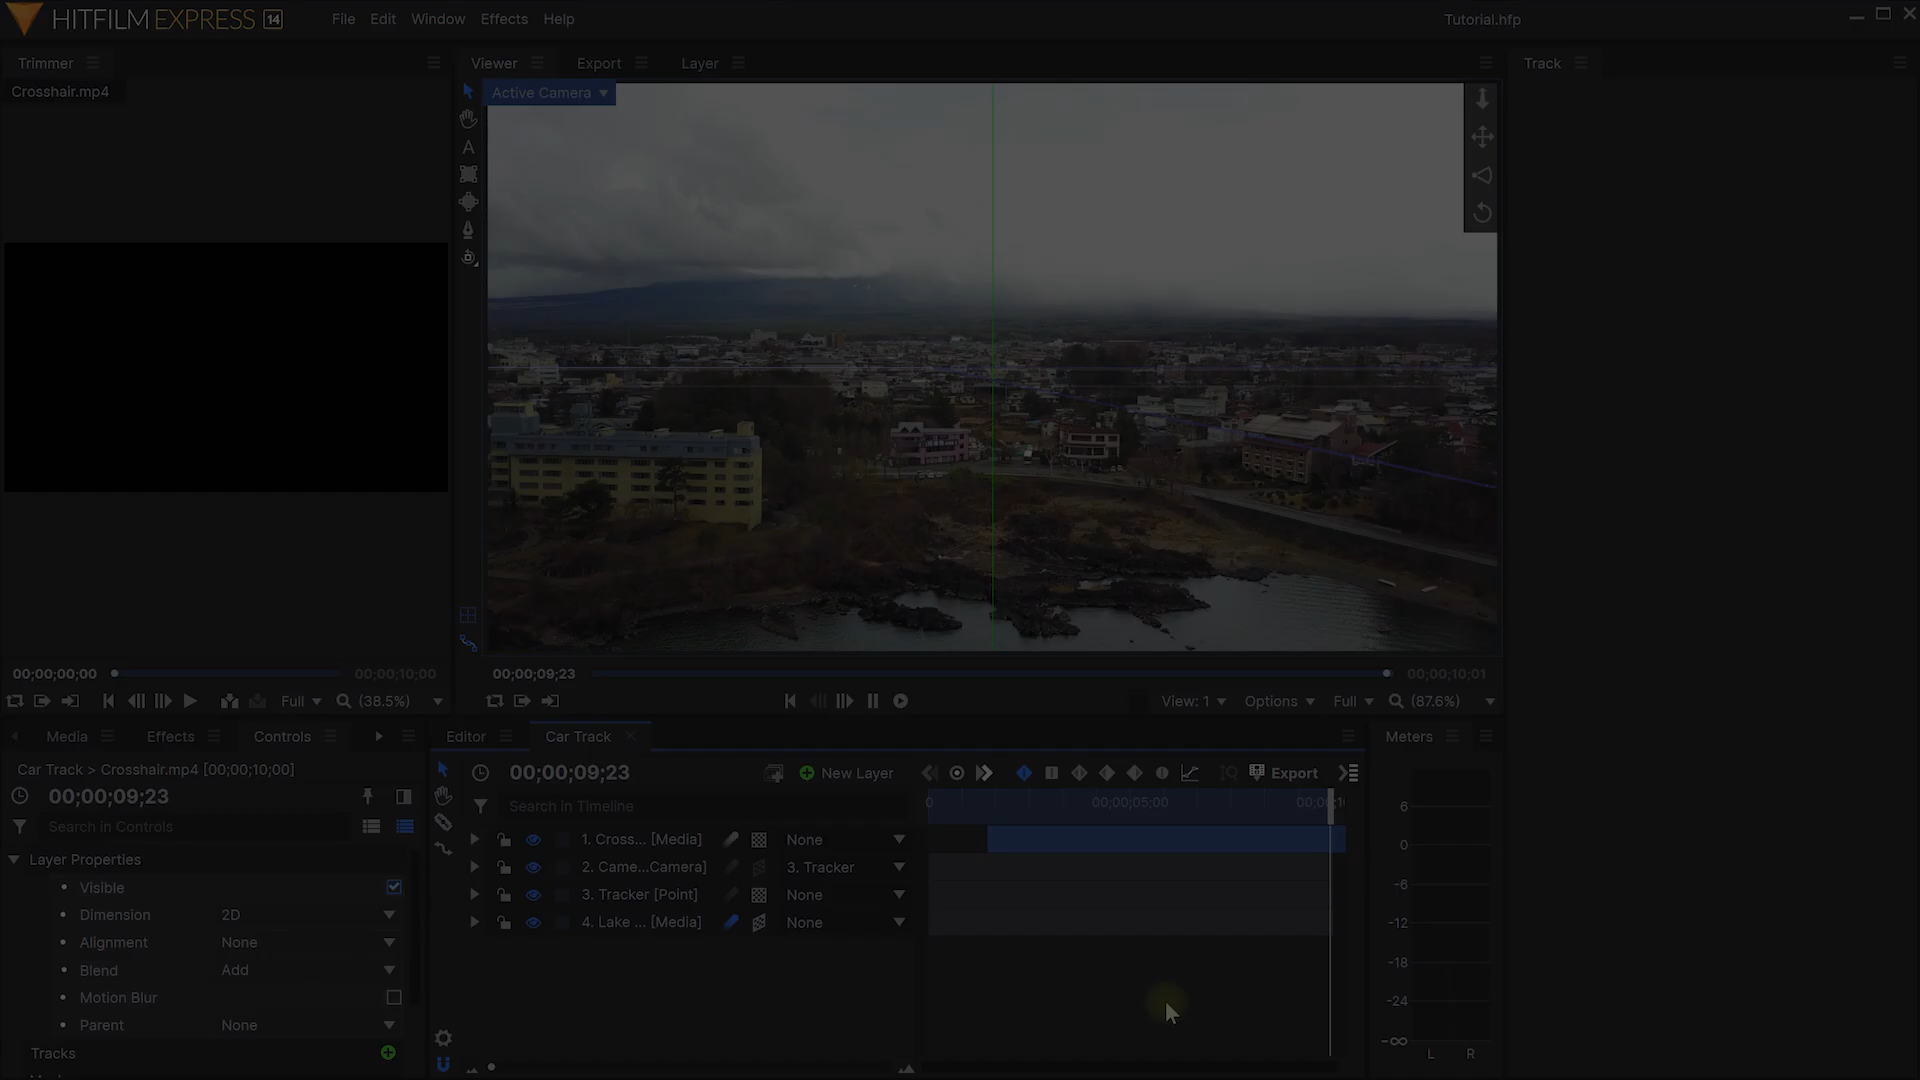 HITFILM EXPRESS 14
File Edit Window Effects Help
Tutorial.hfp
Trimmer
Crosshair.mp4
Viewer Export Layer
Track
Active Camera
A
00;00;00;00
00;00;10;00
Full (38.5%)
00;00;09;23
00;00;10;01
View: 1 Options Full (87.6%)
Media Effects Controls
Car Track > Crosshair.mp4 [00;00;10;00]
00;00;09;23
Search in Controls
Layer Properties
Visible
Dimension 2D
Alignment None
Blend Add
Motion Blur
Parent None
Tracks
Editor Car Track
00;00;09;23
New Layer
Export
Search in Timeline
0 00;00;05;00
1. Cross... [Media] None
2. Came...Camera] 3. Tracker
3. Tracker [Point] None
4. Lake ... [Media] None
Meters
6
0
-6
-12
-18
-24
-∞
L R